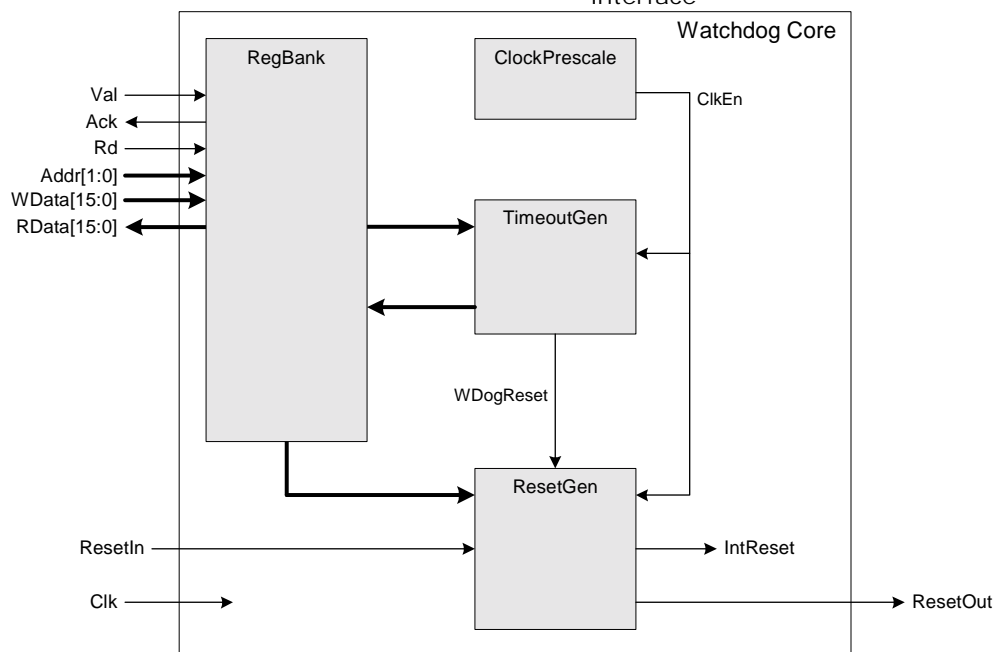 interface
Watchdog Core
RegBank
ClockPrescale
Val
ClkEn
Ack
Rd
Addr[1:0]
WData[15:0]
RData[15:0]
TimeoutGen
WDogReset
ResetGen
ResetIn
IntReset
Clk
ResetOut